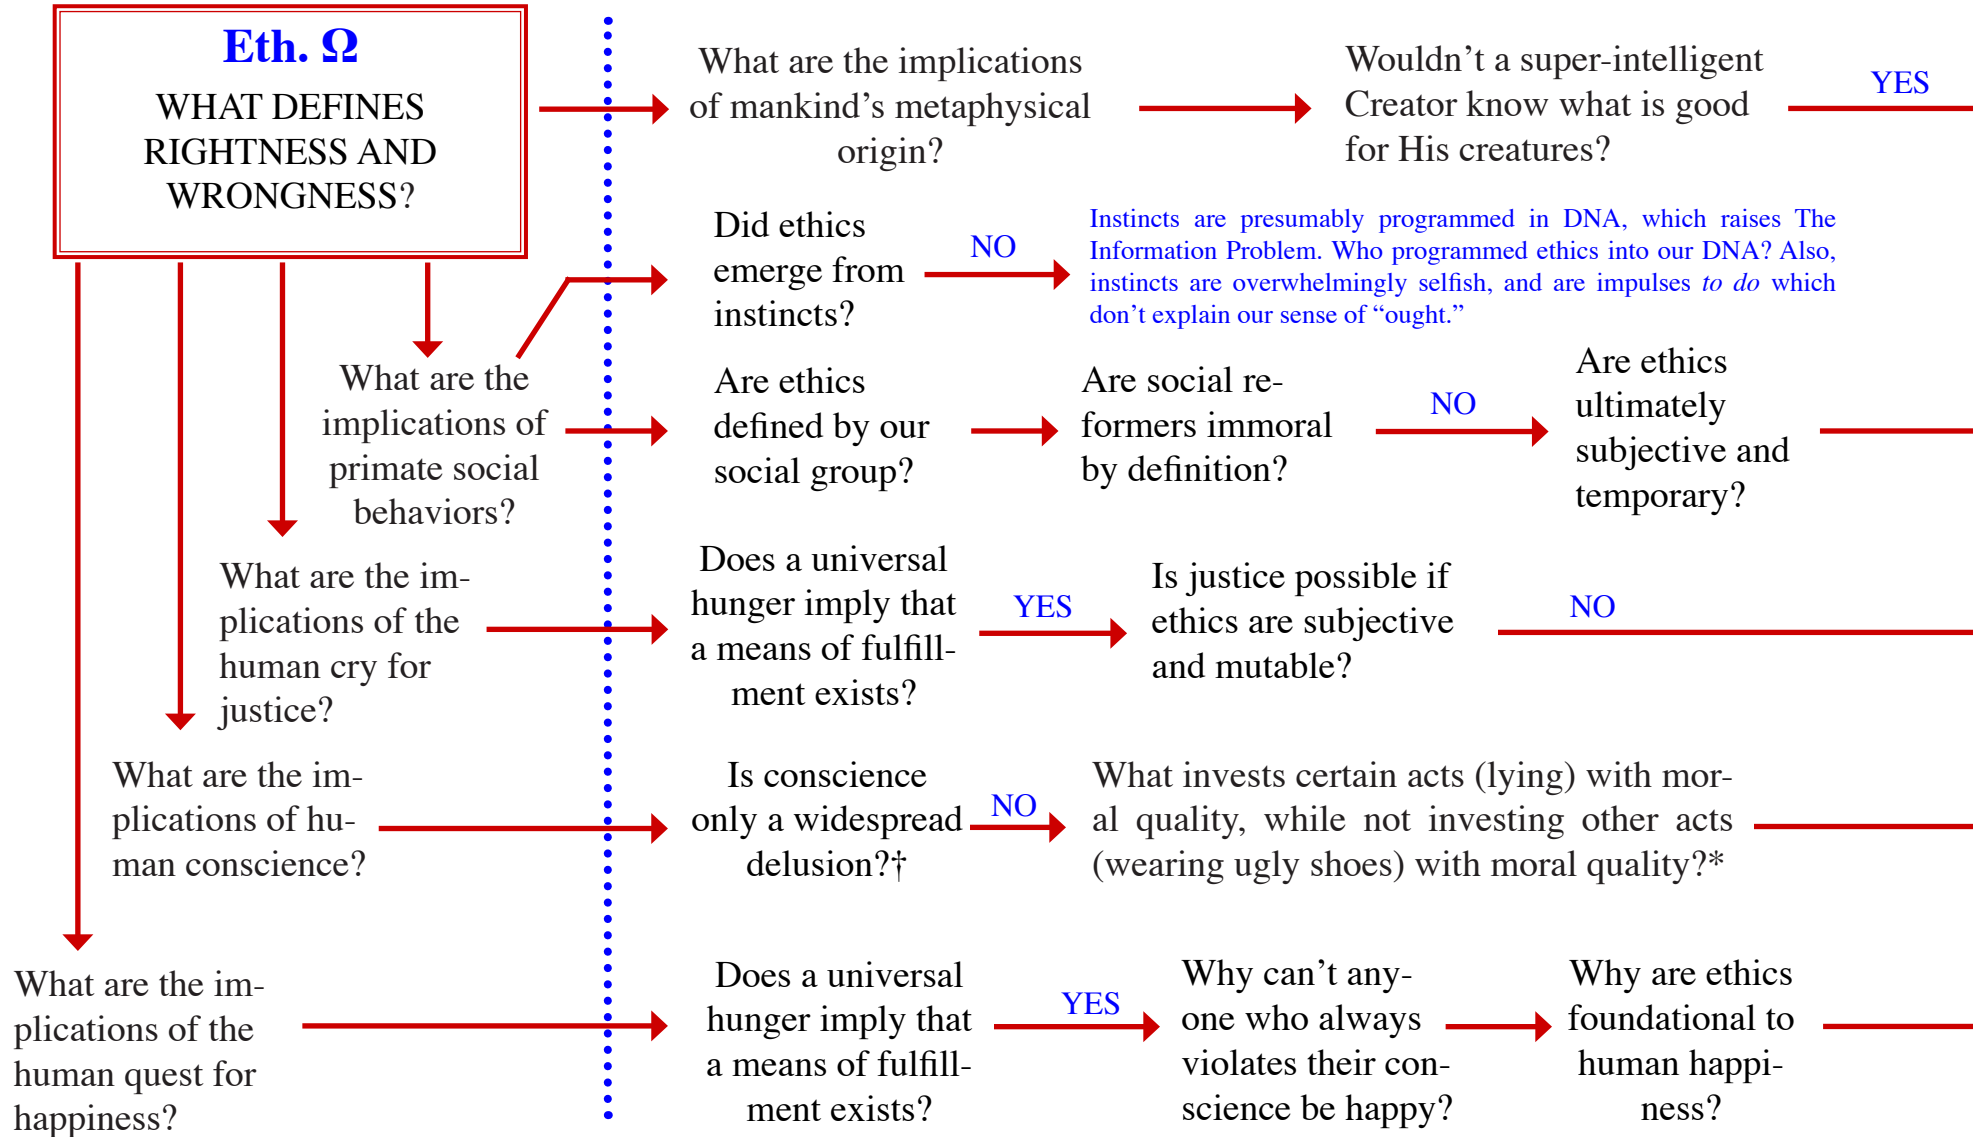 Eth. Ω
WHAT DEFINES
RIGHTNESS AND
WRONGNESS?
What are the implications
of mankind’s metaphysical
origin?
Wouldn’t a super-intelligent
Creator know what is good
for His creatures?
YES
Did ethics
emerge from
instincts?
NO
Instincts are presumably programmed in DNA, which raises The
Information Problem. Who programmed ethics into our DNA? Also,
instincts are overwhelmingly selfish, and are impulses to do which
don’t explain our sense of “ought.”
What are the
implications of
primate social
behaviors?
Are ethics
defined by our
social group?
Are social re-
formers immoral
by definition?
NO
Are ethics
ultimately
subjective and
temporary?
What are the im-
plications of the
human cry for
justice?
Does a universal
hunger imply that
a means of fulfill-
ment exists?
YES
Is justice possible if
ethics are subjective
and mutable?
NO
What are the im-
plications of hu-
man conscience?
Is conscience
only a widespread
delusion?†
NO
What invests certain acts (lying) with mor-
al quality, while not investing other acts
(wearing ugly shoes) with moral quality?*
What are the im-
plications of the
human quest for
happiness?
Does a universal
hunger imply that
a means of fulfill-
ment exists?
YES
Why can’t any-
one who always
violates their con-
science be happy?
Why are ethics
foundational to
human happi-
ness?